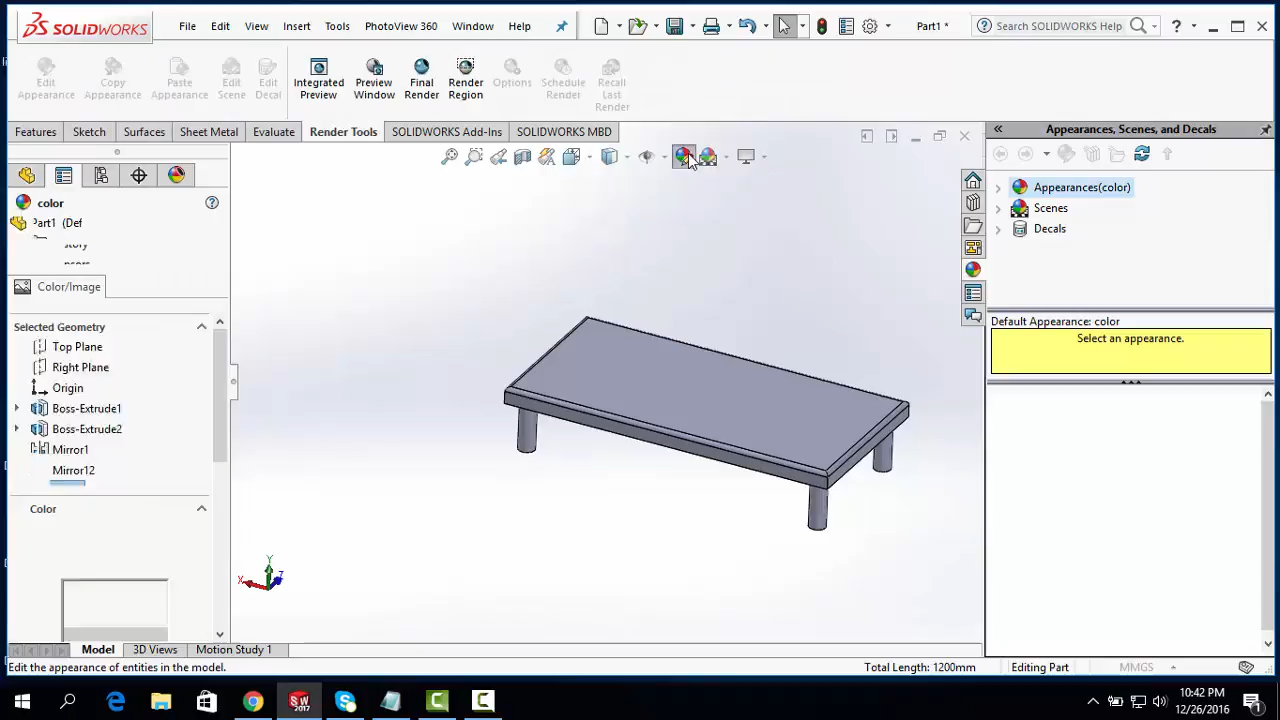 SOLIDWORKS File Edit View Insert Tools PhotoView 360 Window Help Part1 * Search SOLIDWORKS Help ?
Edit Appearance Copy Appearance Paste Appearance Edit Scene Edit Decal Integrated Preview Preview Window Final Render Render Region Options Schedule Render Recall Last Render
Features Sketch Surfaces Sheet Metal Evaluate Render Tools SOLIDWORKS Add-Ins SOLIDWORKS MBD
Appearances, Scenes, and Decals
Appearances(color)
Scenes
Decals
color ?
Part1 (Def
Color/Image
Selected Geometry
Top Plane
Right Plane
Origin
Boss-Extrude1
Boss-Extrude2
Mirror1
Mirror12
Color
Default Appearance: color
Select an appearance.
Y
X Z
Model 3D Views Motion Study 1
Edit the appearance of entities in the model. Total Length: 1200mm Editing Part MMGS
SW 2017
10:42 PM
12/26/2016
1